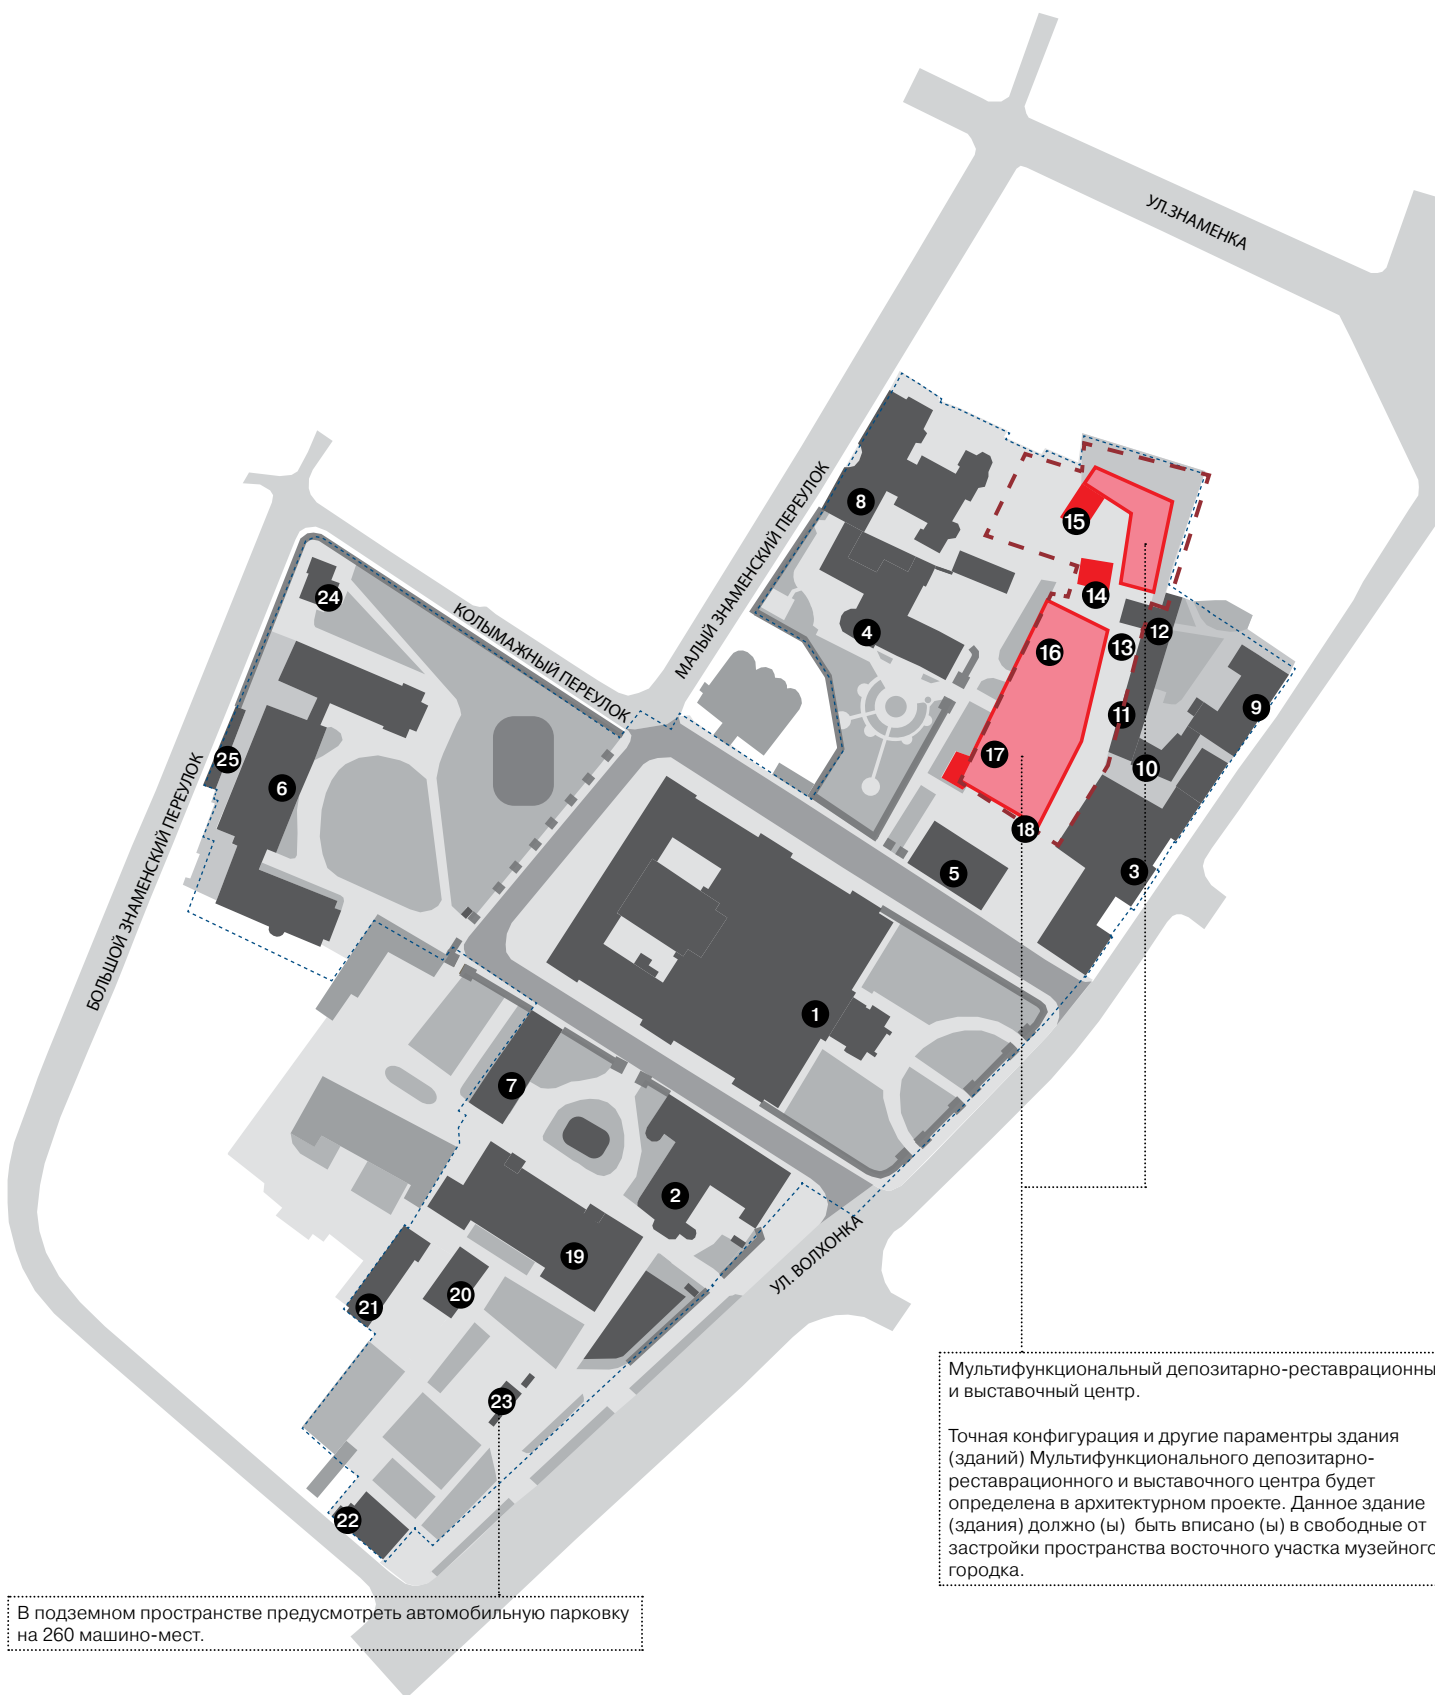 УЛ.ЗНАМЕНКА
МАЛЫЙ ЗНАМЕНСКИЙ ПЕРЕУЛОК
КОЛЫМАЖНЫЙ ПЕРЕУЛОК
БОЛЬШОЙ ЗНАМЕНСКИЙ ПЕРЕУЛОК
УЛ. ВОЛХОНКА
8
15
14
24
4
16
13
12
9
11
25
6
17
10
18
5
3
1
7
2
19
20
21
23
22
Мультифункциональный депозитарно-реставрационны
и выставочный центр.
Точная конфигурация и другие параментры здания
(зданий) Мультифункционального депозитарно-
реставрационного и выставочного центра будет
определена в архитектурном проекте. Данное здание
(здания) должно (ы) быть вписано (ы) в свободные от
застройки пространства восточного участка музейного
городка.
В подземном пространстве предусмотреть автомобильную парковку
на 260 машино-мест.